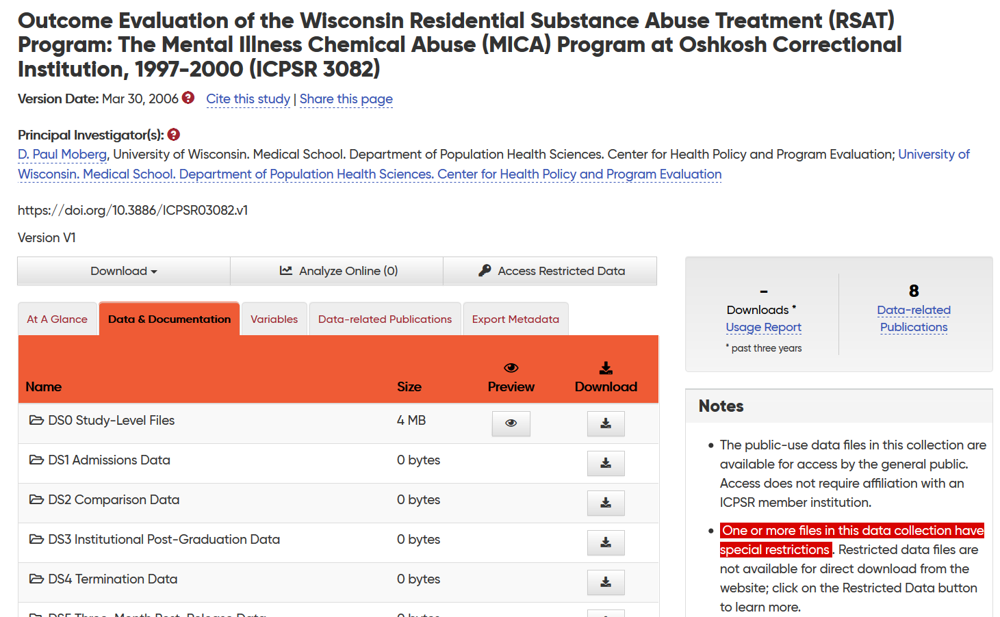 Outcome Evaluation of the Wisconsin Residential Substance Abuse Treatment (RSAT)
Program: The Mental Illness Chemical Abuse (MICA) Program at Oshkosh Correctional
Institution, 1997-2000 (ICPSR 3082)
Version Date: Mar 30, 2006 ? Cite this study | Share this page
Principal Investigator(s): ?
D. Paul Moberg, University of Wisconsin. Medical School. Department of Population Health Sciences. Center for Health Policy and Program Evaluation; University of
Wisconsin. Medical School. Department of Population Health Sciences. Center for Health Policy and Program Evaluation
https://doi.org/10.3886/ICPSR03082.v1
Version V1
Download Analyze Online (0) Access Restricted Data
At A Glance Data & Documentation Variables Data-related Publications Export Metadata
Name Size Preview Download
DS0 Study-Level Files 4 MB
DS1 Admissions Data 0 bytes
DS2 Comparison Data 0 bytes
DS3 Institutional Post-Graduation Data 0 bytes
DS4 Termination Data 0 bytes
DS5 Three-Month Post-Release Data 0 bytes
–
Downloads *
Usage Report
* past three years
8
Data-related
Publications
Notes
• The public-use data files in this collection are
available for access by the general public.
Access does not require affiliation with an
ICPSR member institution.
• One or more files in this data collection have
special restrictions. Restricted data files are
not available for direct download from the
website; click on the Restricted Data button
to learn more.